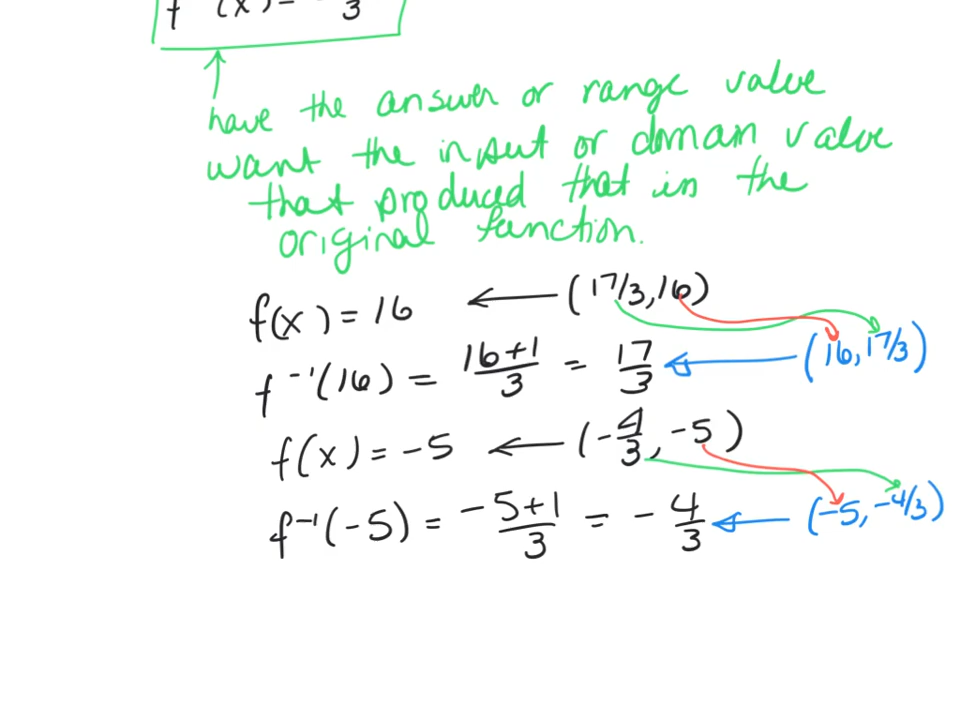 f (x) = 3
have the answer or range value
want the input or domain value
that produced that in the
original function.
f(x) = 16 ← (17/3, 16)
(16, 17/3)
f⁻¹(16) = 16+1/3 = 17/3 ←
f(x) = -5 ← (-4/3, -5)
f⁻¹(-5) = -5+1/3 = -4/3 ← (-5, -4/3)